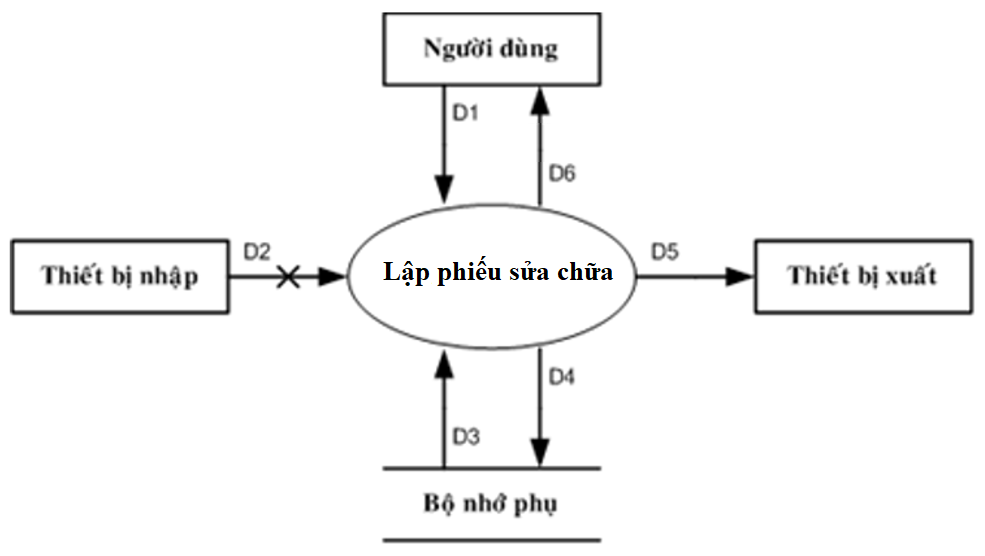 Người dùng
D1
D6
D2
Thiết bị nhập
Lập phiếu sửa chữa
D5
Thiết bị xuất
D4
D3
Bộ nhớ phụ